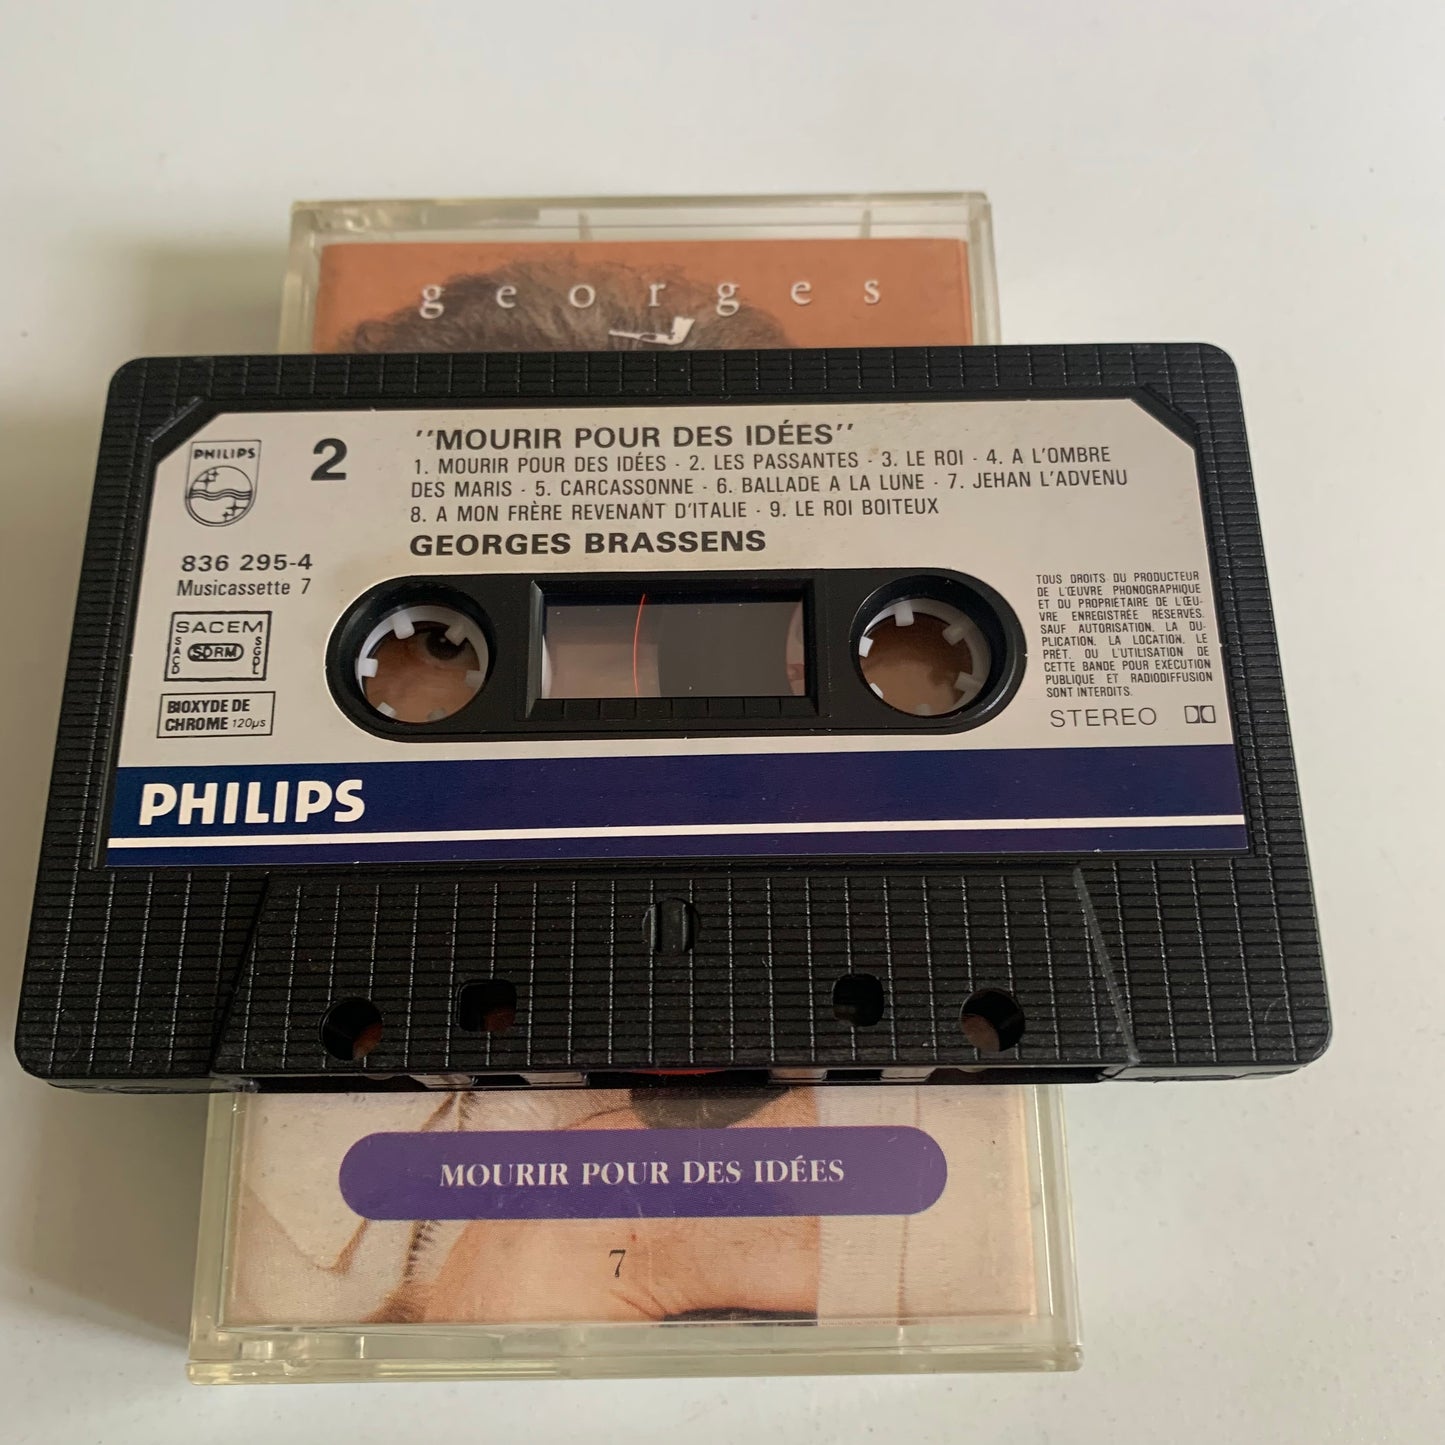 georges
PHILIPS
2
''MOURIR POUR DES IDÉES''
1. MOURIR POUR DES IDÉES · 2. LES PASSANTES · 3. LE ROI · 4. A L'OMBRE
DES MARIS · 5. CARCASSONNE · 6. BALLADE A LA LUNE · 7. JEHAN L'ADVENU
8. A MON FRÈRE REVENANT D'ITALIE · 9. LE ROI BOITEUX
GEORGES BRASSENS
836 295-4
Musicassette 7
SACEM
SACD
SDRM
SGDL
BIOXYDE DE
CHROME 120µs
TOUS DROITS DU PRODUCTEUR
DE L'ŒUVRE PHONOGRAPHIQUE
ET DU PROPRIÉTAIRE DE L'ŒU-
VRE ENREGISTRÉE RÉSERVÉS.
SAUF AUTORISATION, LA DU-
PLICATION, LA LOCATION, LE
PRÊT, OU L'UTILISATION DE
CETTE BANDE POUR EXÉCUTION
PUBLIQUE ET RADIODIFFUSION
SONT INTERDITS.
STEREO
PHILIPS
MOURIR POUR DES IDÉES
7